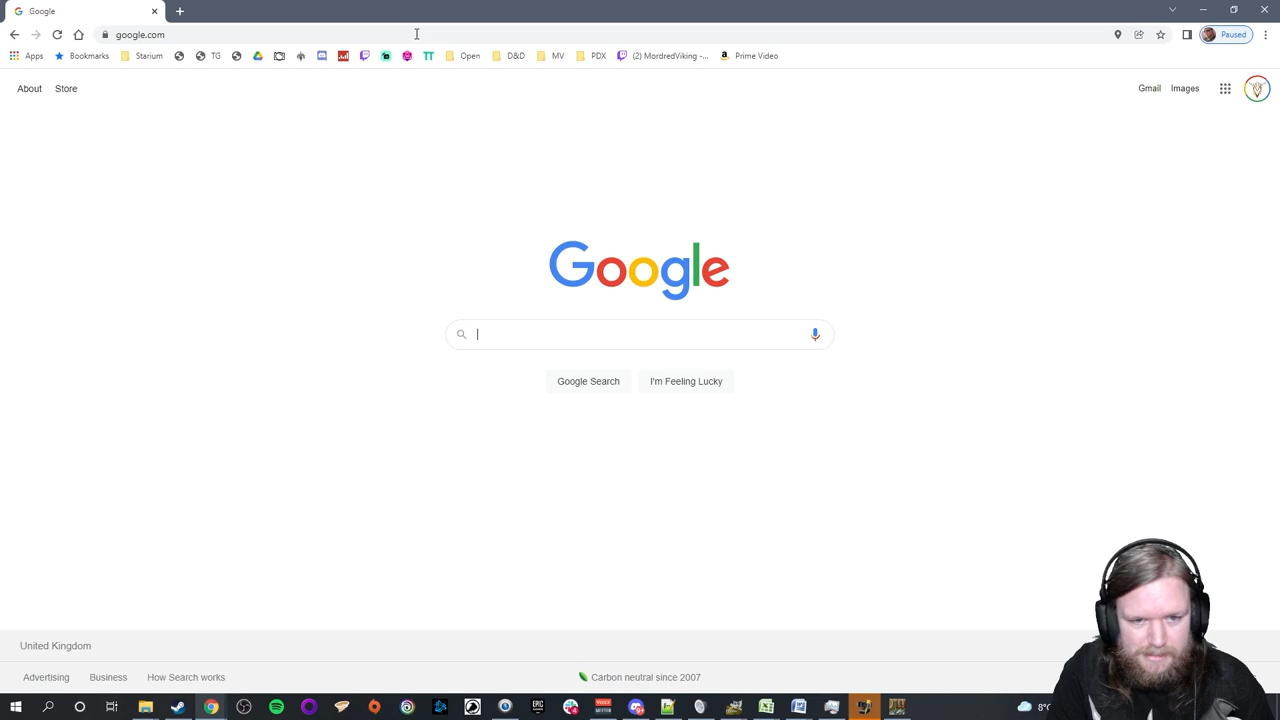 Google
google.com
Paused
Apps
Bookmarks
Starium
TG
Open
D&D
MV
PDX
(2) MordredViking -...
Prime Video
About
Store
Gmail
Images
Google
Google Search
I'm Feeling Lucky
United Kingdom
Advertising
Business
How Search works
Carbon neutral since 2007
8°C